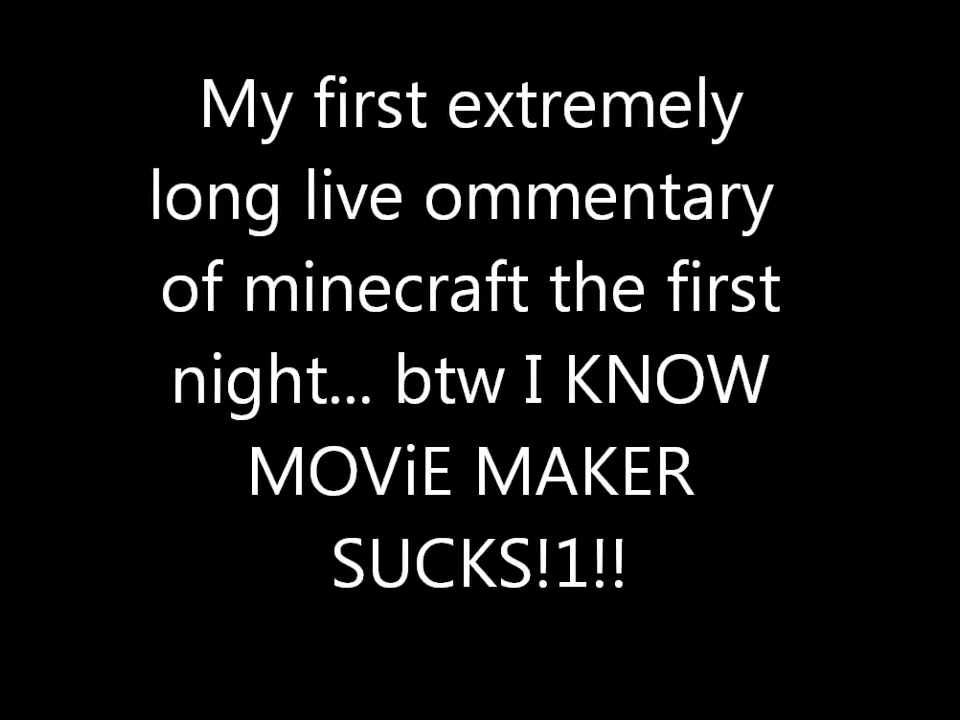 My first extremely
long live ommentary
of minecraft the first
night... btw I KNOW
MOViE MAKER
SUCKS!1!!